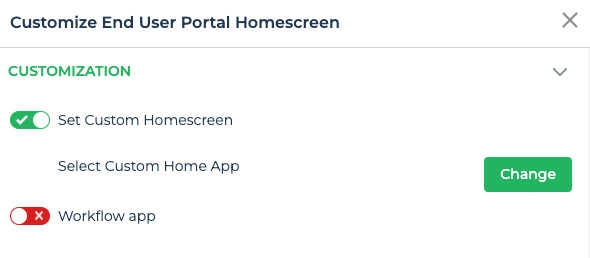 Customize End User Portal Homescreen
CUSTOMIZATION
Set Custom Homescreen
Select Custom Home App
Change
Workflow app